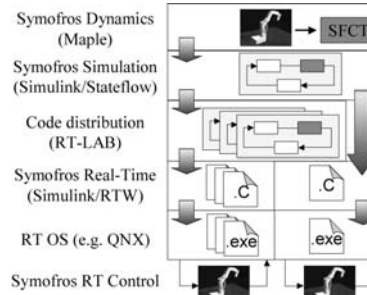 Symofros Dynamics
(Maple)
SFCT
Symofros Simulation
(Simulink/Stateflow)
Code distribution
(RT-LAB)
Symofros Real-Time
(Simulink/RTW)
.C
.C
RT OS (e.g. QNX)
.exe
.exe
Symofros RT Control